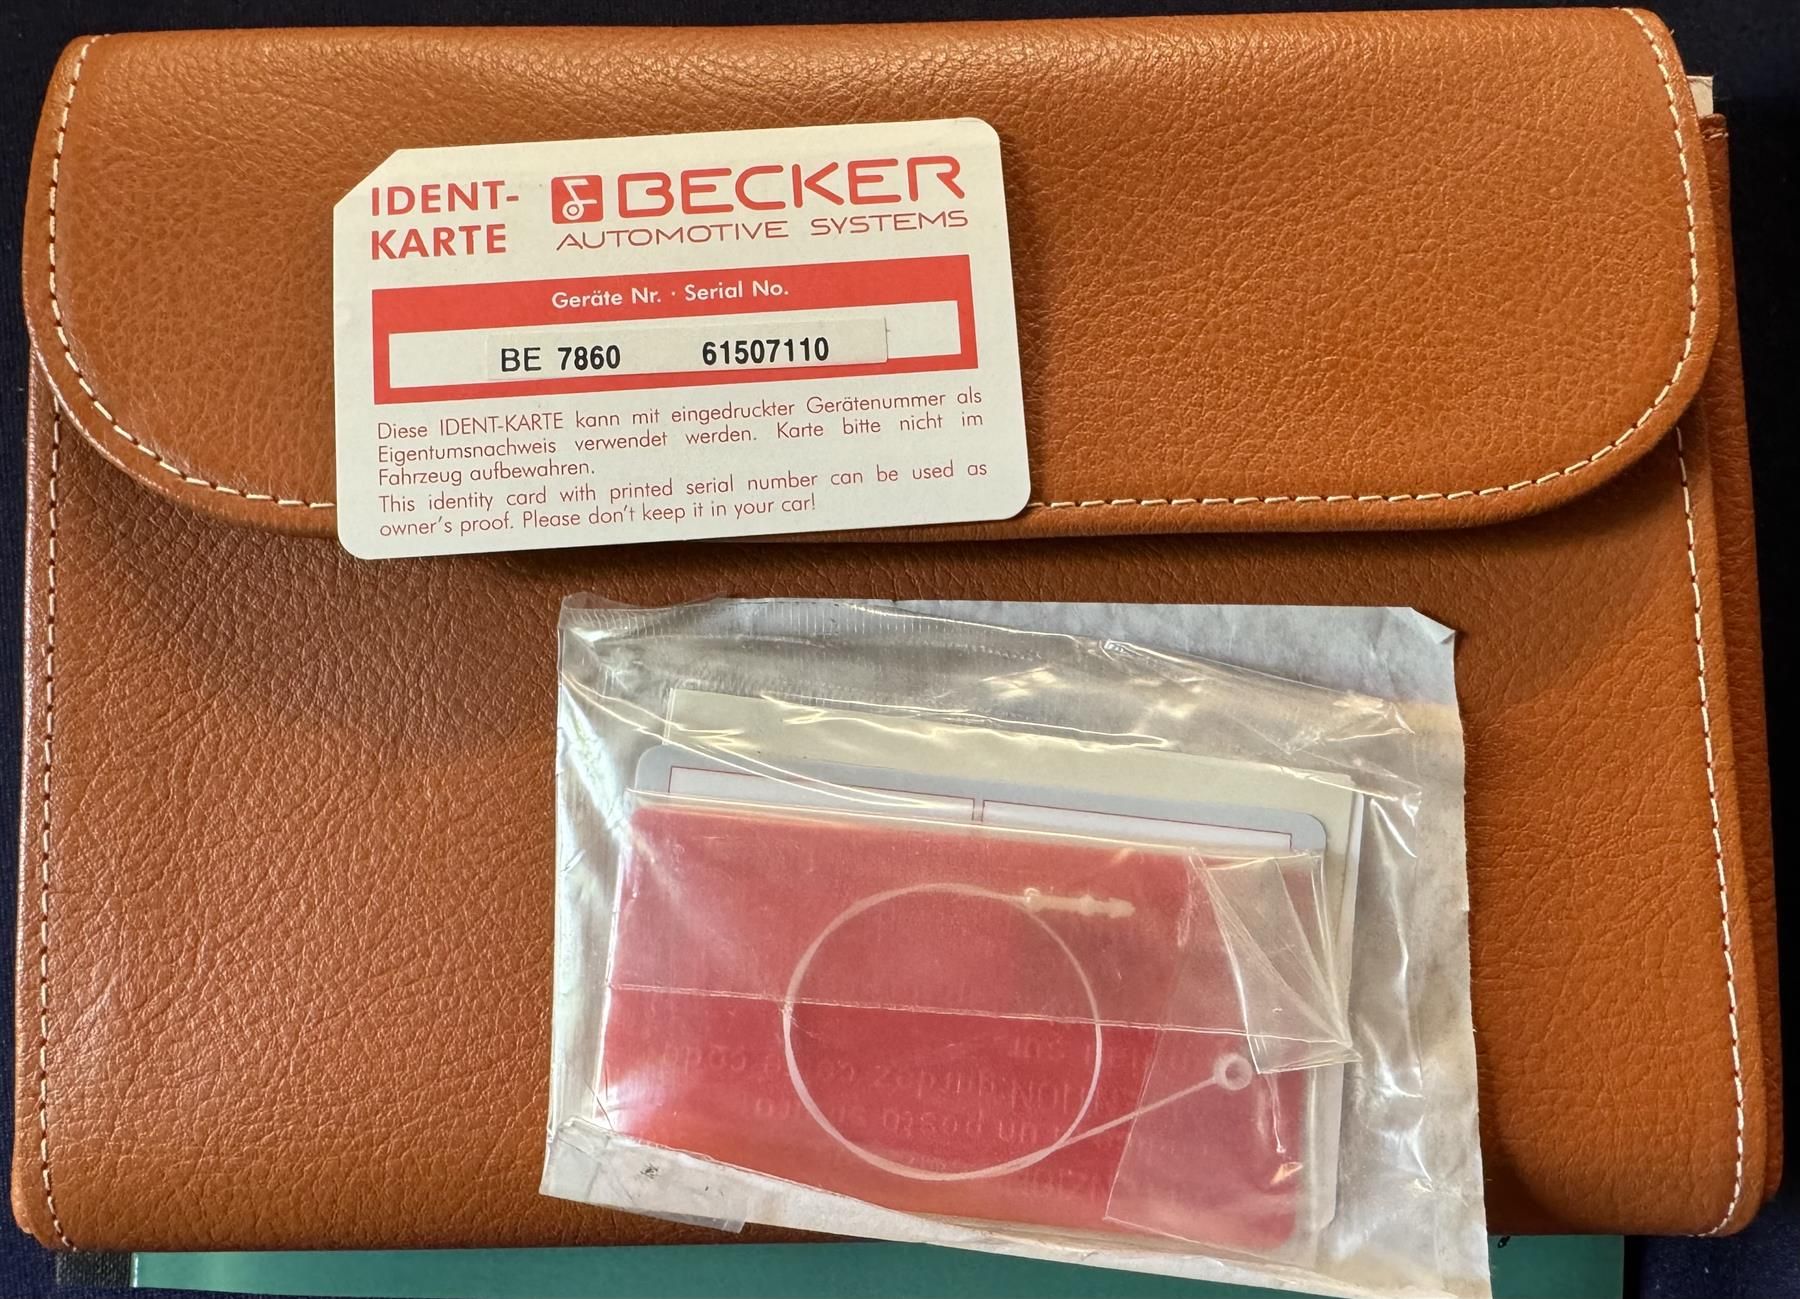 IDENT-
KARTE
BECKER
AUTOMOTIVE SYSTEMS
Geräte Nr. · Serial No.
BE 7860 61507110
Diese IDENT-KARTE kann mit eingedruckter Gerätenummer als
Eigentumsnachweis verwendet werden. Karte bitte nicht im
Fahrzeug aufbewahren.
This identity card with printed serial number can be used as
owner's proof. Please don't keep it in your car!